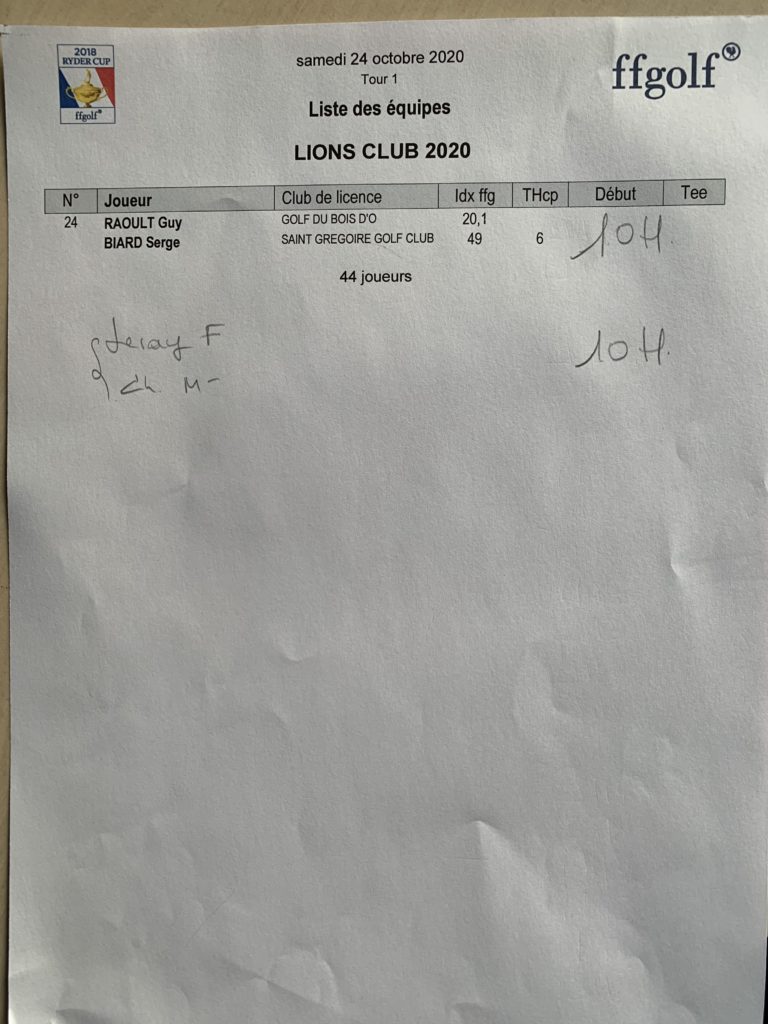 2018
RYDER CUP
ffgolf
samedi 24 octobre 2020
Tour 1
Liste des équipes
LIONS CLUB 2020
ffgolf
N° Joueur Club de licence Idx ffg THcp Début Tee
24 RAOULT Guy GOLF DU BOIS D'O 20,1
BIARD Serge SAINT GREGOIRE GOLF CLUB 49 6 10H.
44 joueurs
F 10H.
M-